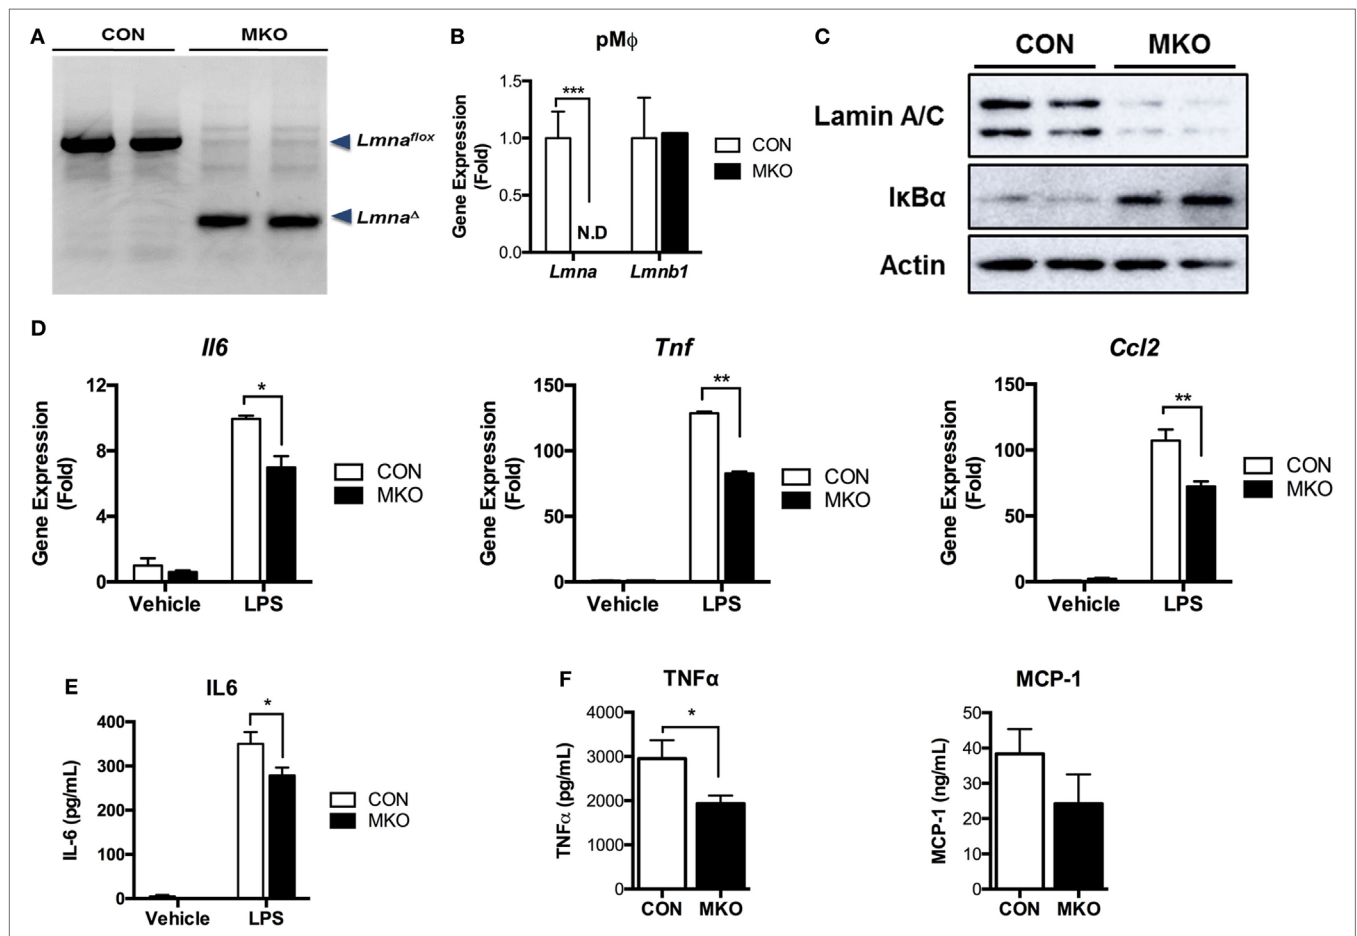 A
CON
MKO
Lmnaflox
LmnaΔ
B
pMϕ
Gene Expression
(Fold)
1.5
1.0
0.5
0.0
***
N.D
Lmna
Lmnb1
CON
MKO
C
CON
MKO
Lamin A/C
IκBα
Actin
D
Il6
Gene Expression
(Fold)
12
8
4
0
*
Vehicle
LPS
CON
MKO
Tnf
Gene Expression
(Fold)
150
100
50
0
**
Vehicle
LPS
CON
MKO
Ccl2
Gene Expression
(Fold)
150
100
50
0
**
Vehicle
LPS
CON
MKO
E
IL6
IL-6 (pg/mL)
400
300
200
100
0
*
Vehicle
LPS
CON
MKO
F
TNFα
TNFα (pg/mL)
4000
3000
2000
1000
0
*
CON
MKO
MCP-1
MCP-1 (ng/mL)
50
40
30
20
10
0
CON
MKO